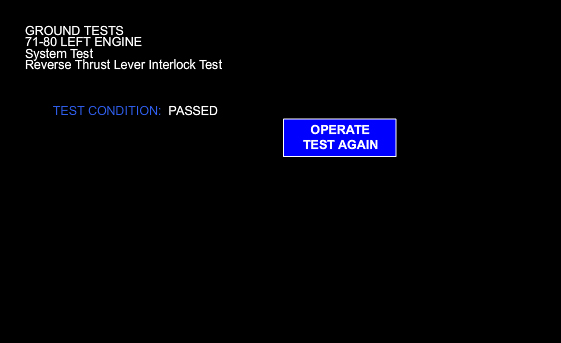 GROUND TESTS
71-80 LEFT ENGINE
System Test
Reverse Thrust Lever Interlock Test
TEST CONDITION: PASSED
OPERATE
TEST AGAIN